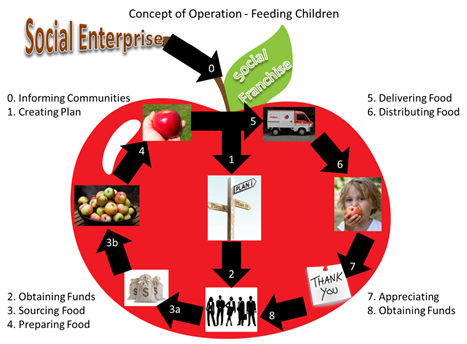 Concept of Operation - Feeding Children
Social Enterprise
Social
Franchise
0
0. Informing Communities
1. Creating Plan
5. Delivering Food
6. Distributing Food
5
4
1
6
PLAN
3b
2
7
THANK
YOU
3a
8
$ $ $
2. Obtaining Funds
3. Sourcing Food
4. Preparing Food
7. Appreciating
8. Obtaining Funds